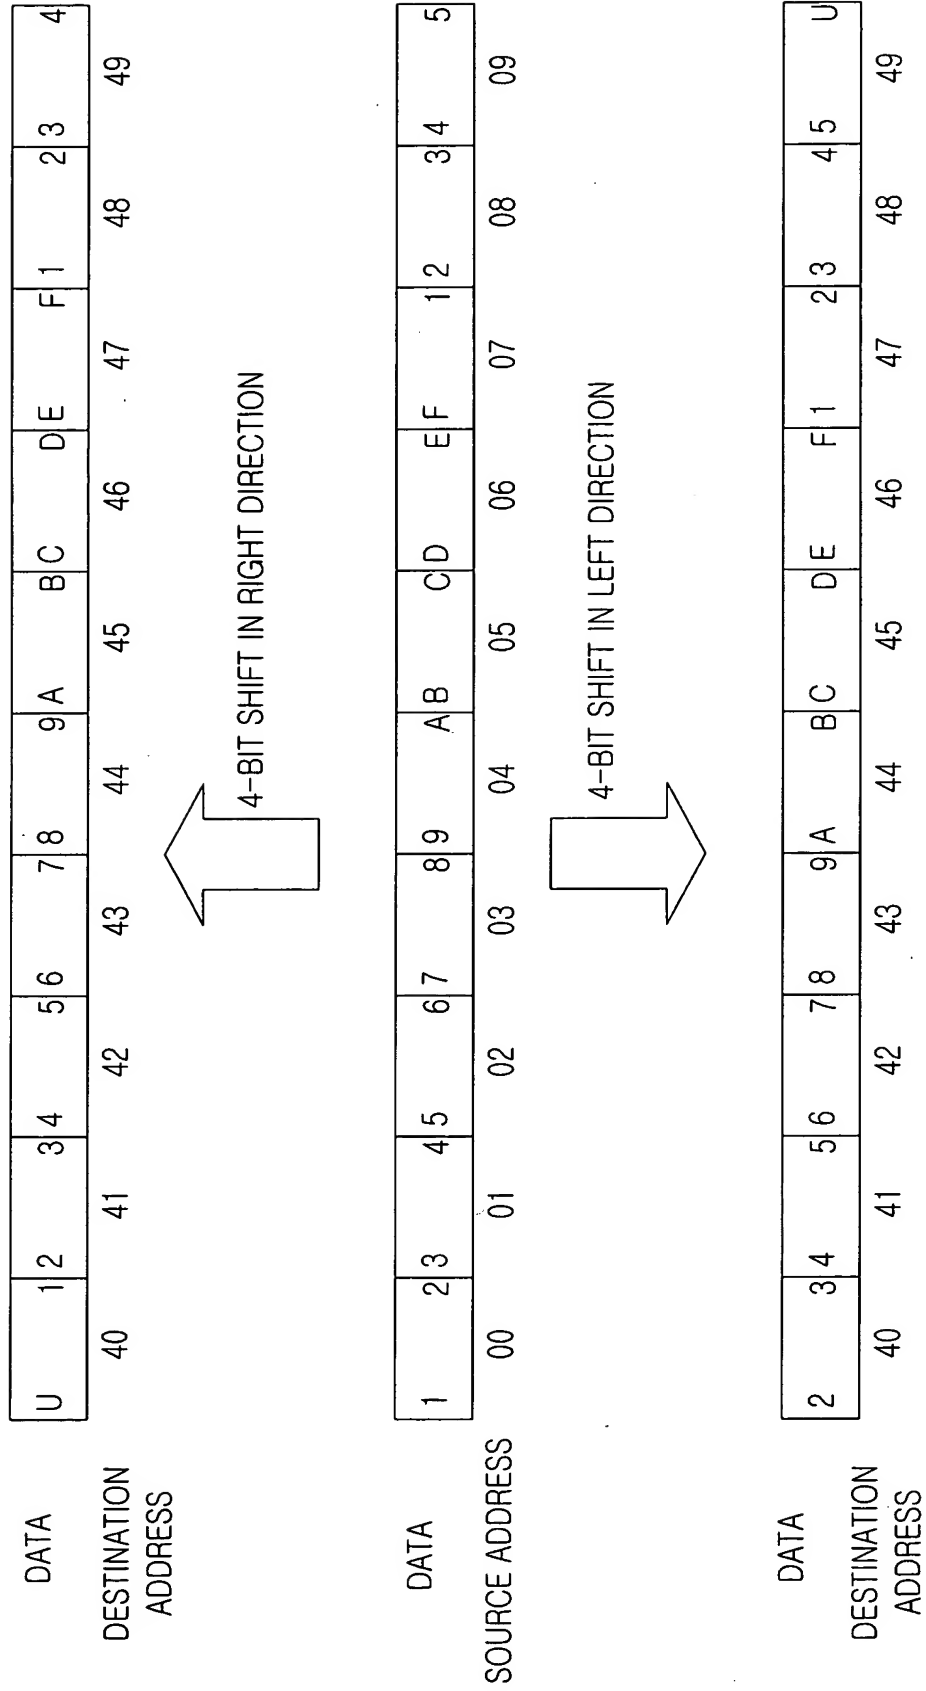 DATA U 1 2 3 4 5 6 7 8 9 A B C D E F 1 2 3 4
DESTINATION ADDRESS 40 41 42 43 44 45 46 47 48 49
4-BIT SHIFT IN RIGHT DIRECTION
DATA 1 2 3 4 5 6 7 8 9 A B C D E F 1 2 3 4 5
SOURCE ADDRESS 00 01 02 03 04 05 06 07 08 09
4-BIT SHIFT IN LEFT DIRECTION
DATA 2 3 4 5 6 7 8 9 A B C D E F 1 2 3 4 5 U
DESTINATION ADDRESS 40 41 42 43 44 45 46 47 48 49